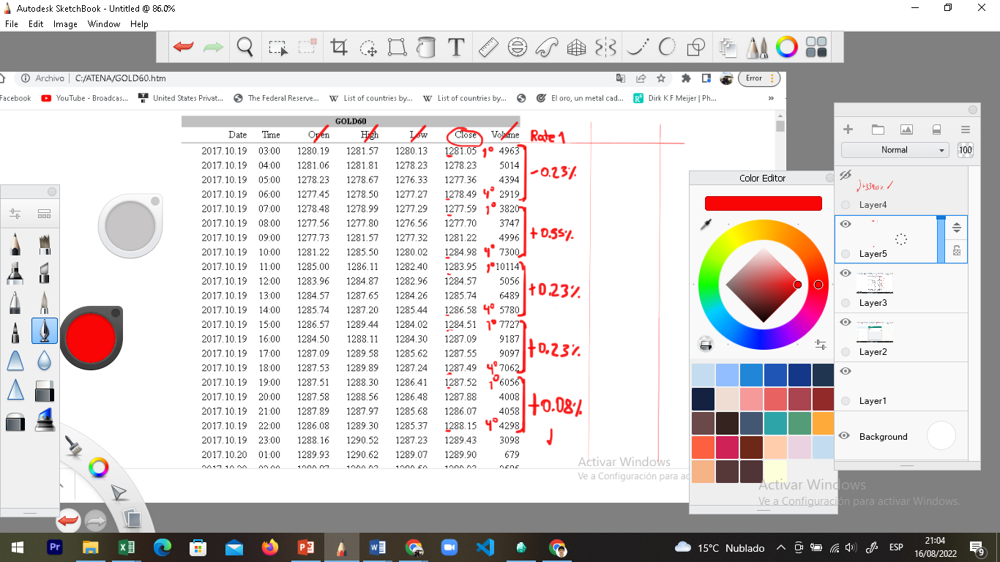 Autodesk SketchBook - Untitled @ 86.0%
File Edit Image Window Help
Archivo | C:/ATENA/GOLD60.htm Error
Facebook YouTube - Broadcas... United States Privat... The Federal Reserve... List of countries by... List of countries by... El oro, un metal cad... Dirk K F Meijer | Ph... »
GOLD60
Date Time Open High Low Close Volume Rate 1
2017.10.19 03:00 1280.19 1281.57 1280.13 1281.05 1° 4963
2017.10.19 04:00 1281.06 1281.81 1278.23 1278.23 5014
-0.23%
2017.10.19 05:00 1278.23 1278.67 1276.33 1277.36 4394
2017.10.19 06:00 1277.45 1278.50 1277.27 1278.49 4° 2919
2017.10.19 07:00 1278.48 1278.99 1277.29 1277.59 1° 3820
2017.10.19 08:00 1277.56 1277.80 1276.56 1277.70 3747
+0.55%
2017.10.19 09:00 1277.73 1281.57 1277.32 1281.22 4996
2017.10.19 10:00 1281.22 1285.50 1280.02 1284.98 4° 7300
2017.10.19 11:00 1285.00 1286.11 1282.40 1283.95 1° 10114
2017.10.19 12:00 1283.96 1284.87 1282.96 1284.57 5056
+0.23%
2017.10.19 13:00 1284.57 1287.65 1284.26 1285.74 6489
2017.10.19 14:00 1285.74 1287.20 1285.44 1286.58 4° 5780
2017.10.19 15:00 1286.57 1289.44 1284.02 1284.51 1° 7727
2017.10.19 16:00 1284.50 1288.11 1284.30 1287.09 9187
+0.23%
2017.10.19 17:00 1287.09 1289.58 1285.62 1287.55 9097
2017.10.19 18:00 1287.53 1289.89 1287.24 1287.49 4° 7062
2017.10.19 19:00 1287.51 1288.30 1286.41 1287.52 1° 6056
2017.10.19 20:00 1287.58 1288.56 1286.48 1287.88 4008
+0.08%
2017.10.19 21:00 1287.89 1287.97 1285.68 1286.07 4058
2017.10.19 22:00 1286.08 1289.30 1285.37 1288.15 4° 4298
2017.10.19 23:00 1288.16 1290.52 1287.23 1289.43 3098
2017.10.20 01:00 1289.93 1290.62 1289.07 1289.90 679
Color Editor
Normal 100
Layer4
Layer5
Layer3
Layer2
Layer1
Background
Activar Windows
Ve a Configuración para ac
Activar Windows
Ve a Configuración para activar Windows.
15°C Nublado ESP 21:04
16/08/2022 9